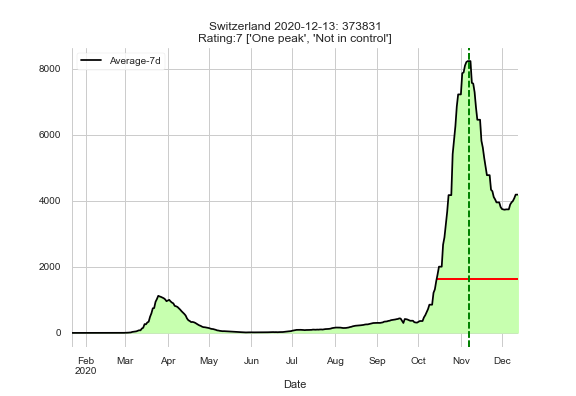 Switzerland 2020-12-13: 373831
Rating:7 ['One peak', 'Not in control']
Average-7d
8000
6000
4000
2000
0
Feb Mar Apr May Jun Jul Aug Sep Oct Nov Dec
2020
Date